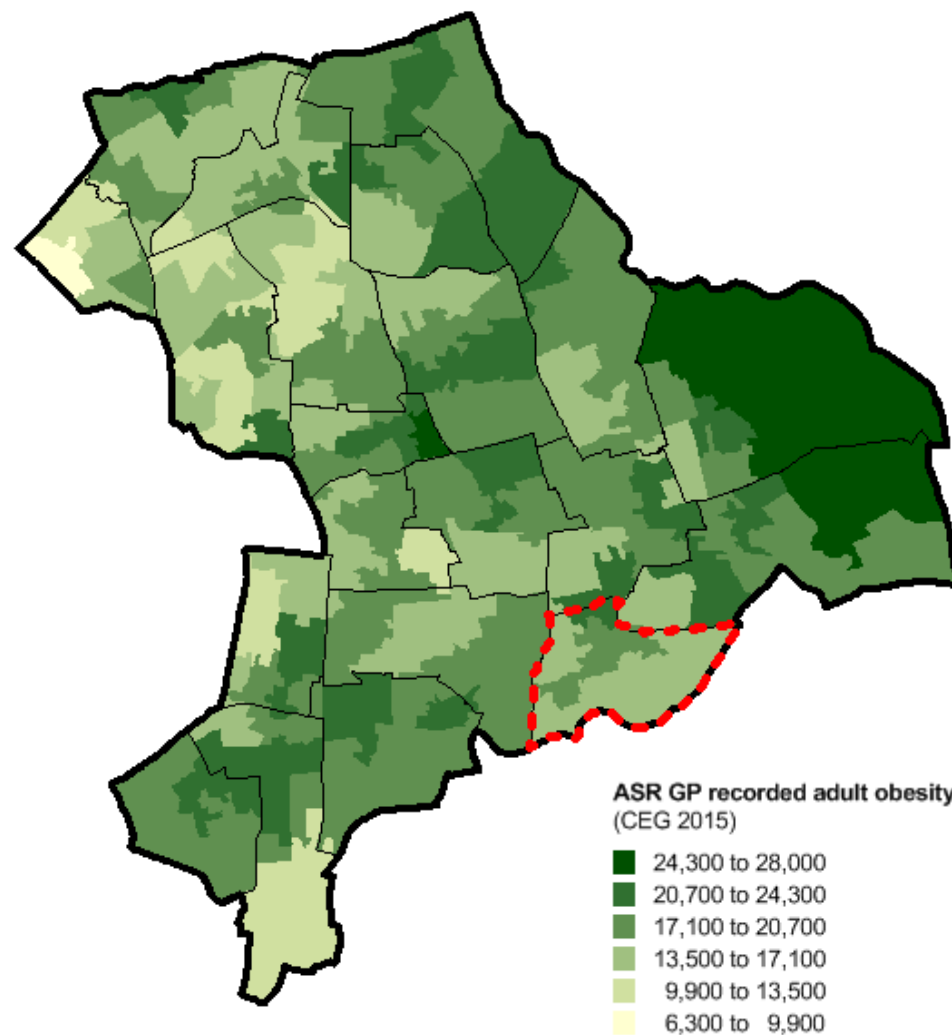 ASR GP recorded adult obesity
(CEG 2015)
24,300 to 28,000
20,700 to 24,300
17,100 to 20,700
13,500 to 17,100
9,900 to 13,500
6,300 to 9,900